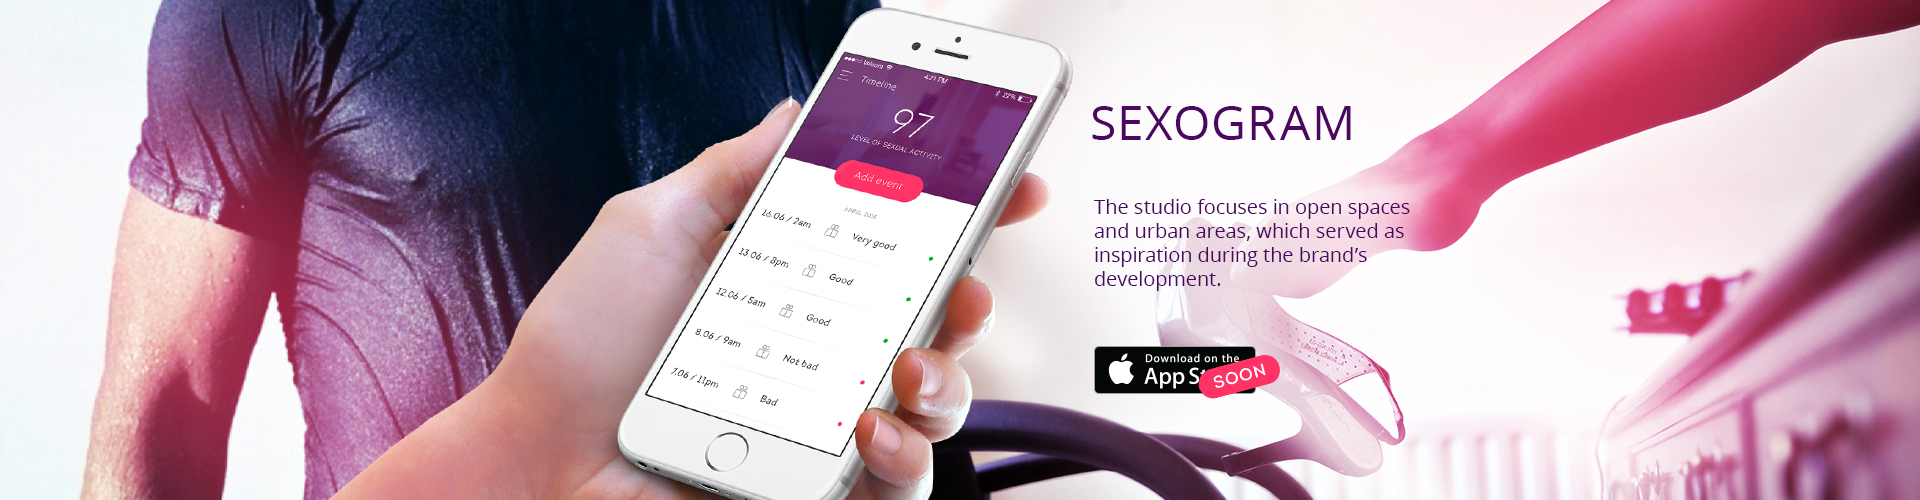 Velcom
4:21 PM
22%
Timeline
97
LEVEL OF SEXUAL ACTIVITY
Add event
APRIL 2015
16.06 / 2am Very good
13.06 / 8pm Good
12.06 / 5am Good
8.06 / 9am Not bad
7.06 / 11pm Bad
SEXOGRAM
The studio focuses in open spaces
and urban areas, which served as
inspiration during the brand’s
development.
Download on the
App St
SOON